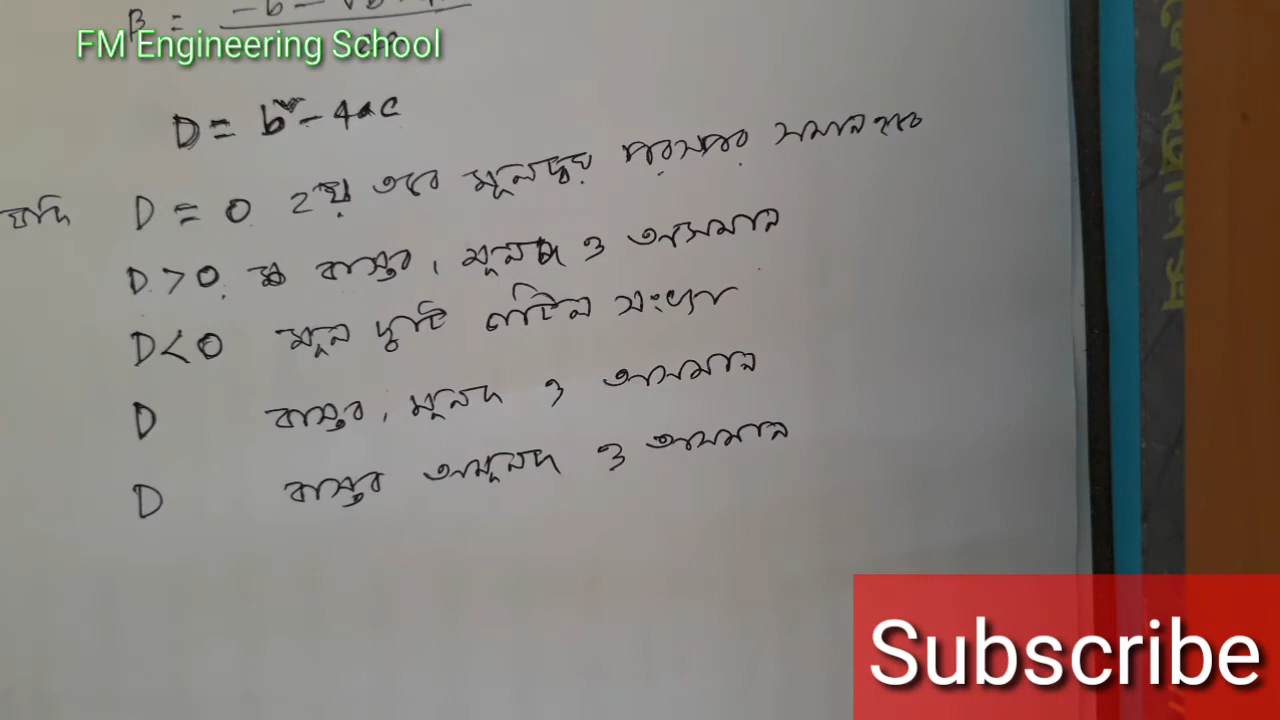 β = -b - √b
FM Engineering School
D = b² - 4ac
যদি D = 0 হয় তবে মূলদ্বয় পরস্পর সমান হবে
D > 0. বাস্তব, মূলদ ও অসমান
D < 0 মূল দুটি জটিল সংখ্যা
D বাস্তব, মূলদ ও অসমান
D বাস্তব অমূলদ ও অসমান
Subscribe